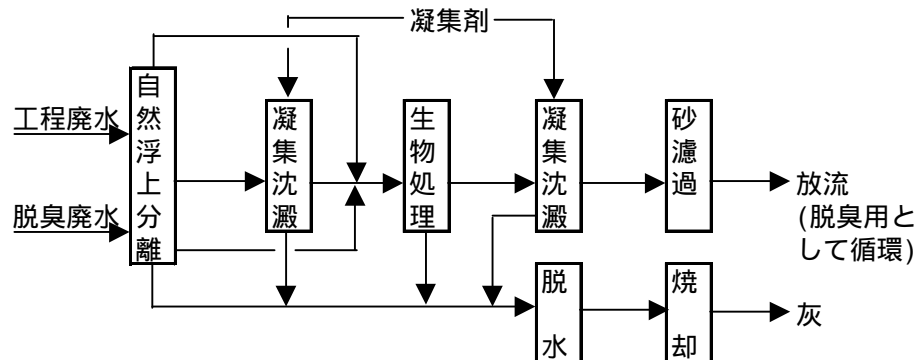 凝集剤
工程廃水
脱臭廃水
自然浮上分離
凝集沈澱
生物処理
凝集沈澱
砂濾過
放流
(脱臭用と
して循環)
脱水
焼却
灰